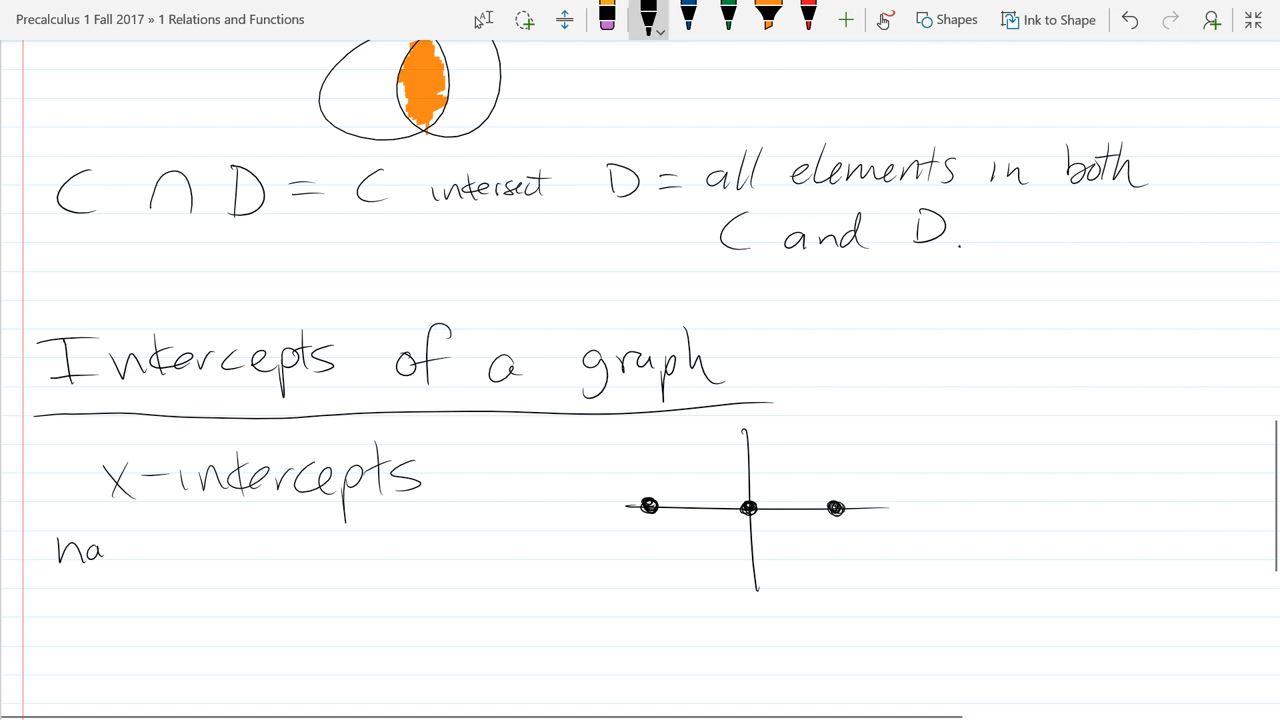 Precalculus 1 Fall 2017 » 1 Relations and Functions
Shapes
Ink to Shape
C ∩ D = C intersect D = all elements in both
C and D.
Intercepts of a graph
x-intercepts
ha